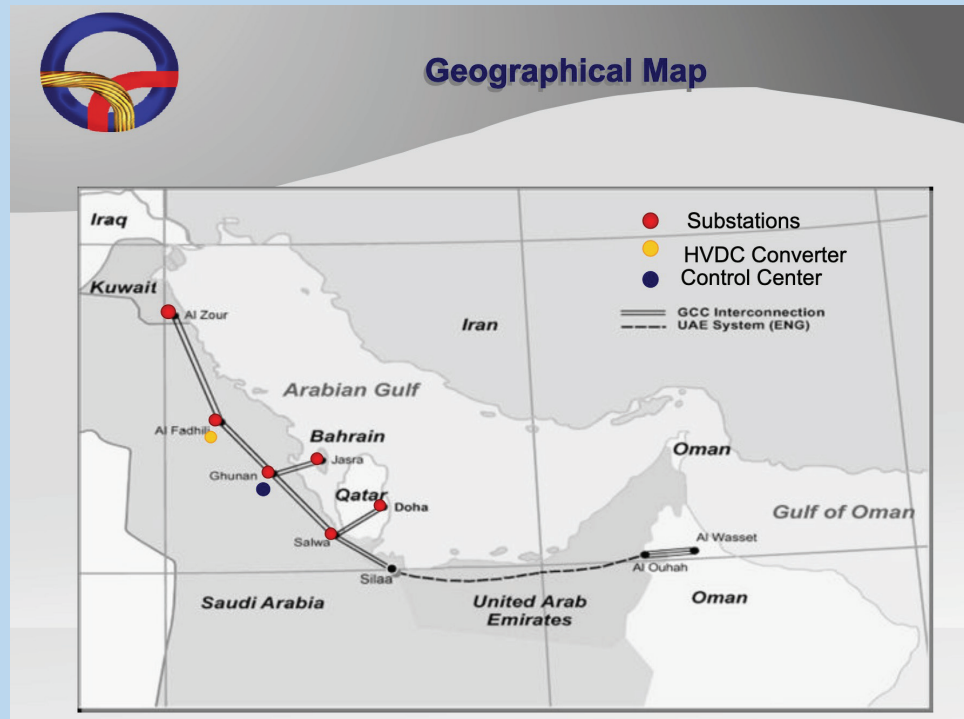 Geographical Map
Iraq
Substations
HVDC Converter
Control Center
Kuwait
GCC Interconnection
UAE System (ENG)
Al Zour
Iran
Arabian Gulf
Al Fadhili
Bahrain
Oman
Jasra
Ghunan
Qatar
Doha
Gulf of Oman
Salwa
Al Wasset
Al Ouhah
Silaa
Saudi Arabia
United Arab
Emirates
Oman